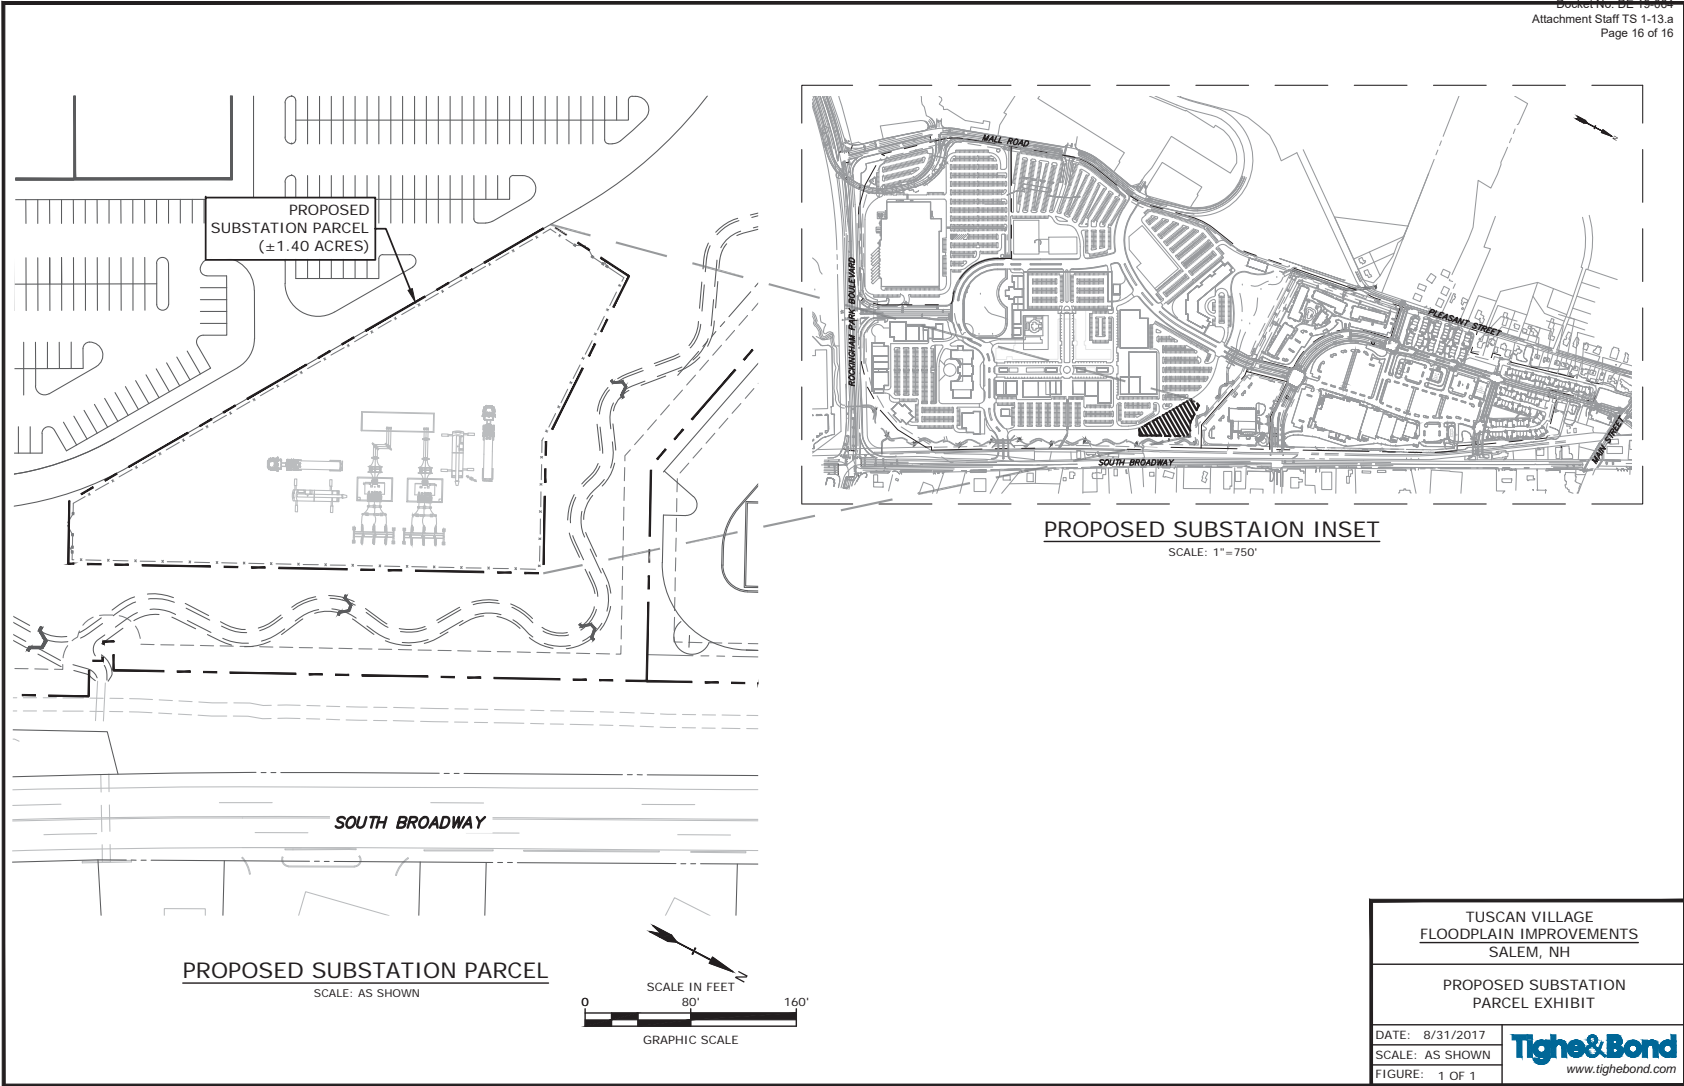 Attachment Staff TS 1-13.a
Page 16 of 16
PROPOSED
SUBSTATION PARCEL
(±1.40 ACRES)
MALL ROAD
ROCKINGHAM PARK BOULEVARD
PLEASANT STREET
MAIN STREET
SOUTH BROADWAY
N
PROPOSED SUBSTAION INSET
SCALE: 1"=750'
SOUTH BROADWAY
PROPOSED SUBSTATION PARCEL
SCALE: AS SHOWN
N
SCALE IN FEET
0 80' 160'
GRAPHIC SCALE
TUSCAN VILLAGE
FLOODPLAIN IMPROVEMENTS
SALEM, NH
PROPOSED SUBSTATION
PARCEL EXHIBIT
DATE: 8/31/2017
SCALE: AS SHOWN
FIGURE: 1 OF 1
Tighe&Bond
www.tighebond.com